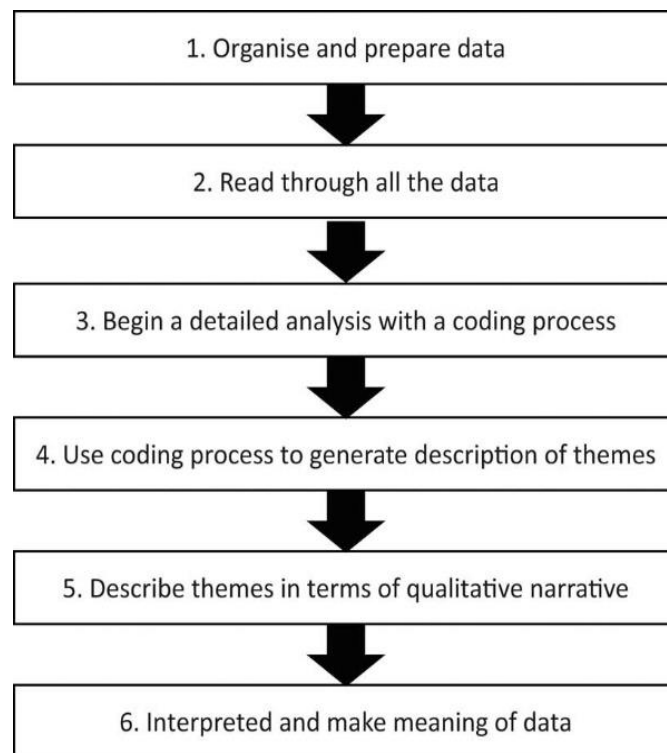 1. Organise and prepare data
2. Read through all the data
3. Begin a detailed analysis with a coding process
4. Use coding process to generate description of themes
5. Describe themes in terms of qualitative narrative
6. Interpreted and make meaning of data